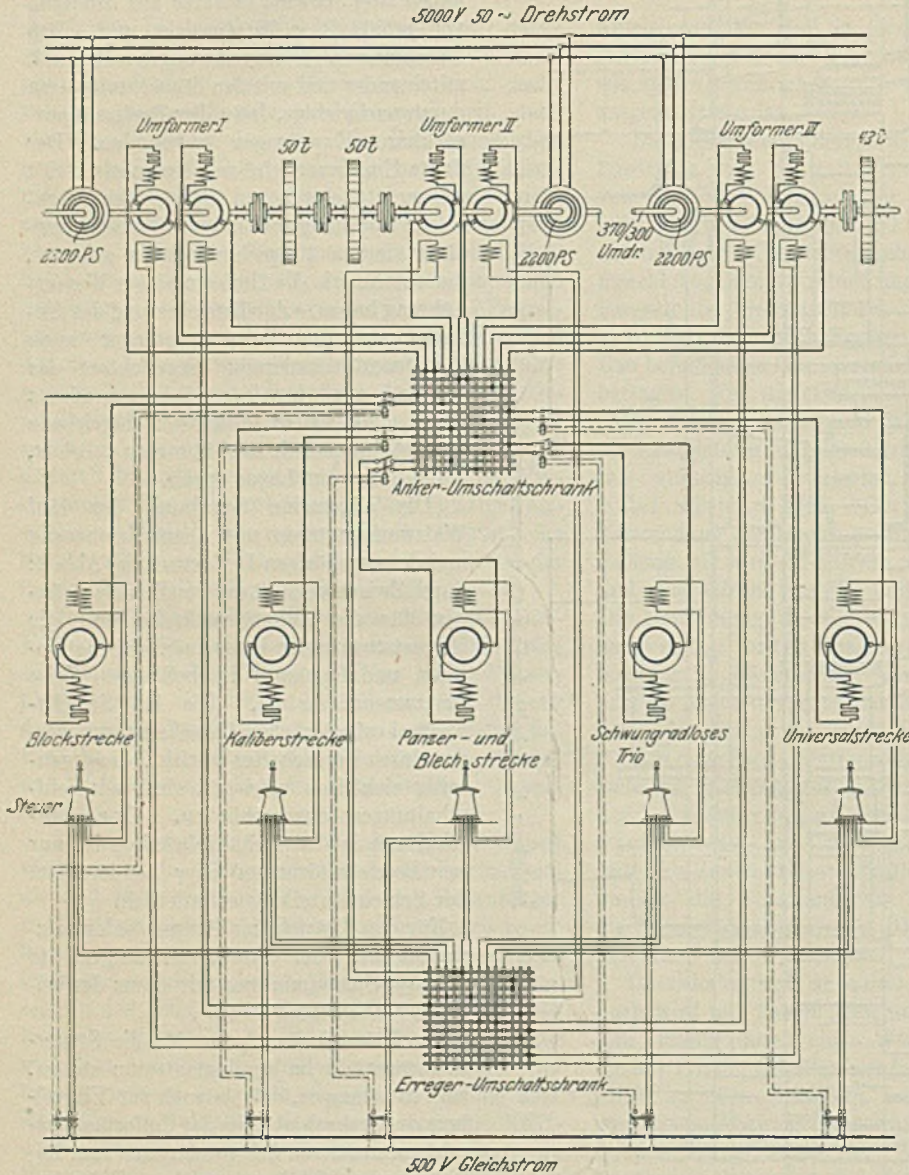 5000 V 50 ~ Drehstrom
Umformer I
50 t
50 t
Umformer II
Umformer III
43 t
2200 PS
2200 PS
370/300
Umdr.
2200 PS
Anker-Umschaltschrank
Blockstrecke
Kaliberstrecke
Panzer- und
Blechstrecke
Schwungradloses
Trio
Universalstrecke
Steuer
Erreger-Umschaltschrank
500 V Gleichstrom